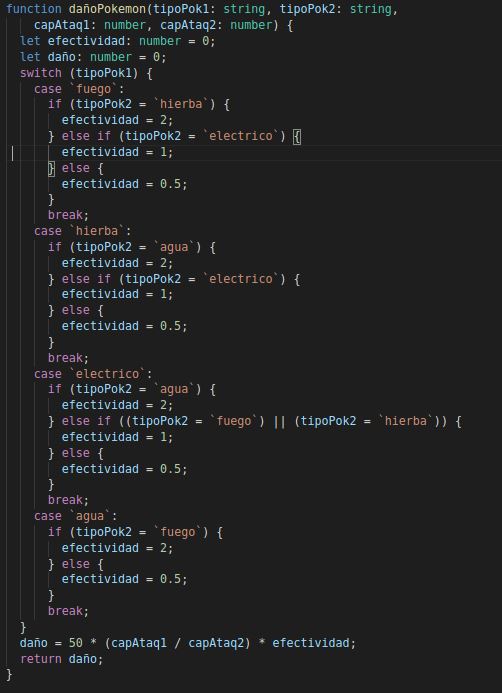 function dañoPokemon(tipoPok1: string, tipoPok2: string,
    capAtaq1: number, capAtaq2: number) {
  let efectividad: number = 0;
  let daño: number = 0;
  switch (tipoPok1) {
    case `fuego`:
      if (tipoPok2 = `hierba`) {
        efectividad = 2;
      } else if (tipoPok2 = `electrico`) {
        efectividad = 1;
      } else {
        efectividad = 0.5;
      }
      break;
    case `hierba`:
      if (tipoPok2 = `agua`) {
        efectividad = 2;
      } else if (tipoPok2 = `electrico`) {
        efectividad = 1;
      } else {
        efectividad = 0.5;
      }
      break;
    case `electrico`:
      if (tipoPok2 = `agua`) {
        efectividad = 2;
      } else if ((tipoPok2 = `fuego`) || (tipoPok2 = `hierba`)) {
        efectividad = 1;
      } else {
        efectividad = 0.5;
      }
      break;
    case `agua`:
      if (tipoPok2 = `fuego`) {
        efectividad = 2;
      } else {
        efectividad = 0.5;
      }
      break;
  }
  daño = 50 * (capAtaq1 / capAtaq2) * efectividad;
  return daño;
}